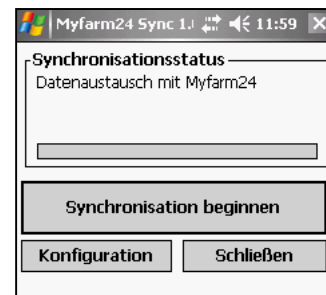 Myfarm24 Sync 1. 11:59
Synchronisationsstatus
Datenaustausch mit Myfarm24
Synchronisation beginnen
Konfiguration Schließen